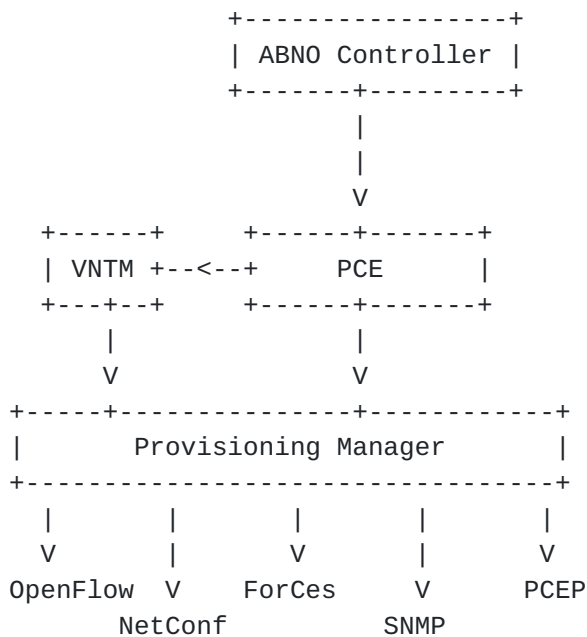 ABNO Controller
VNTM PCE
Provisioning Manager
OpenFlow ForCes PCEP
NetConf SNMP